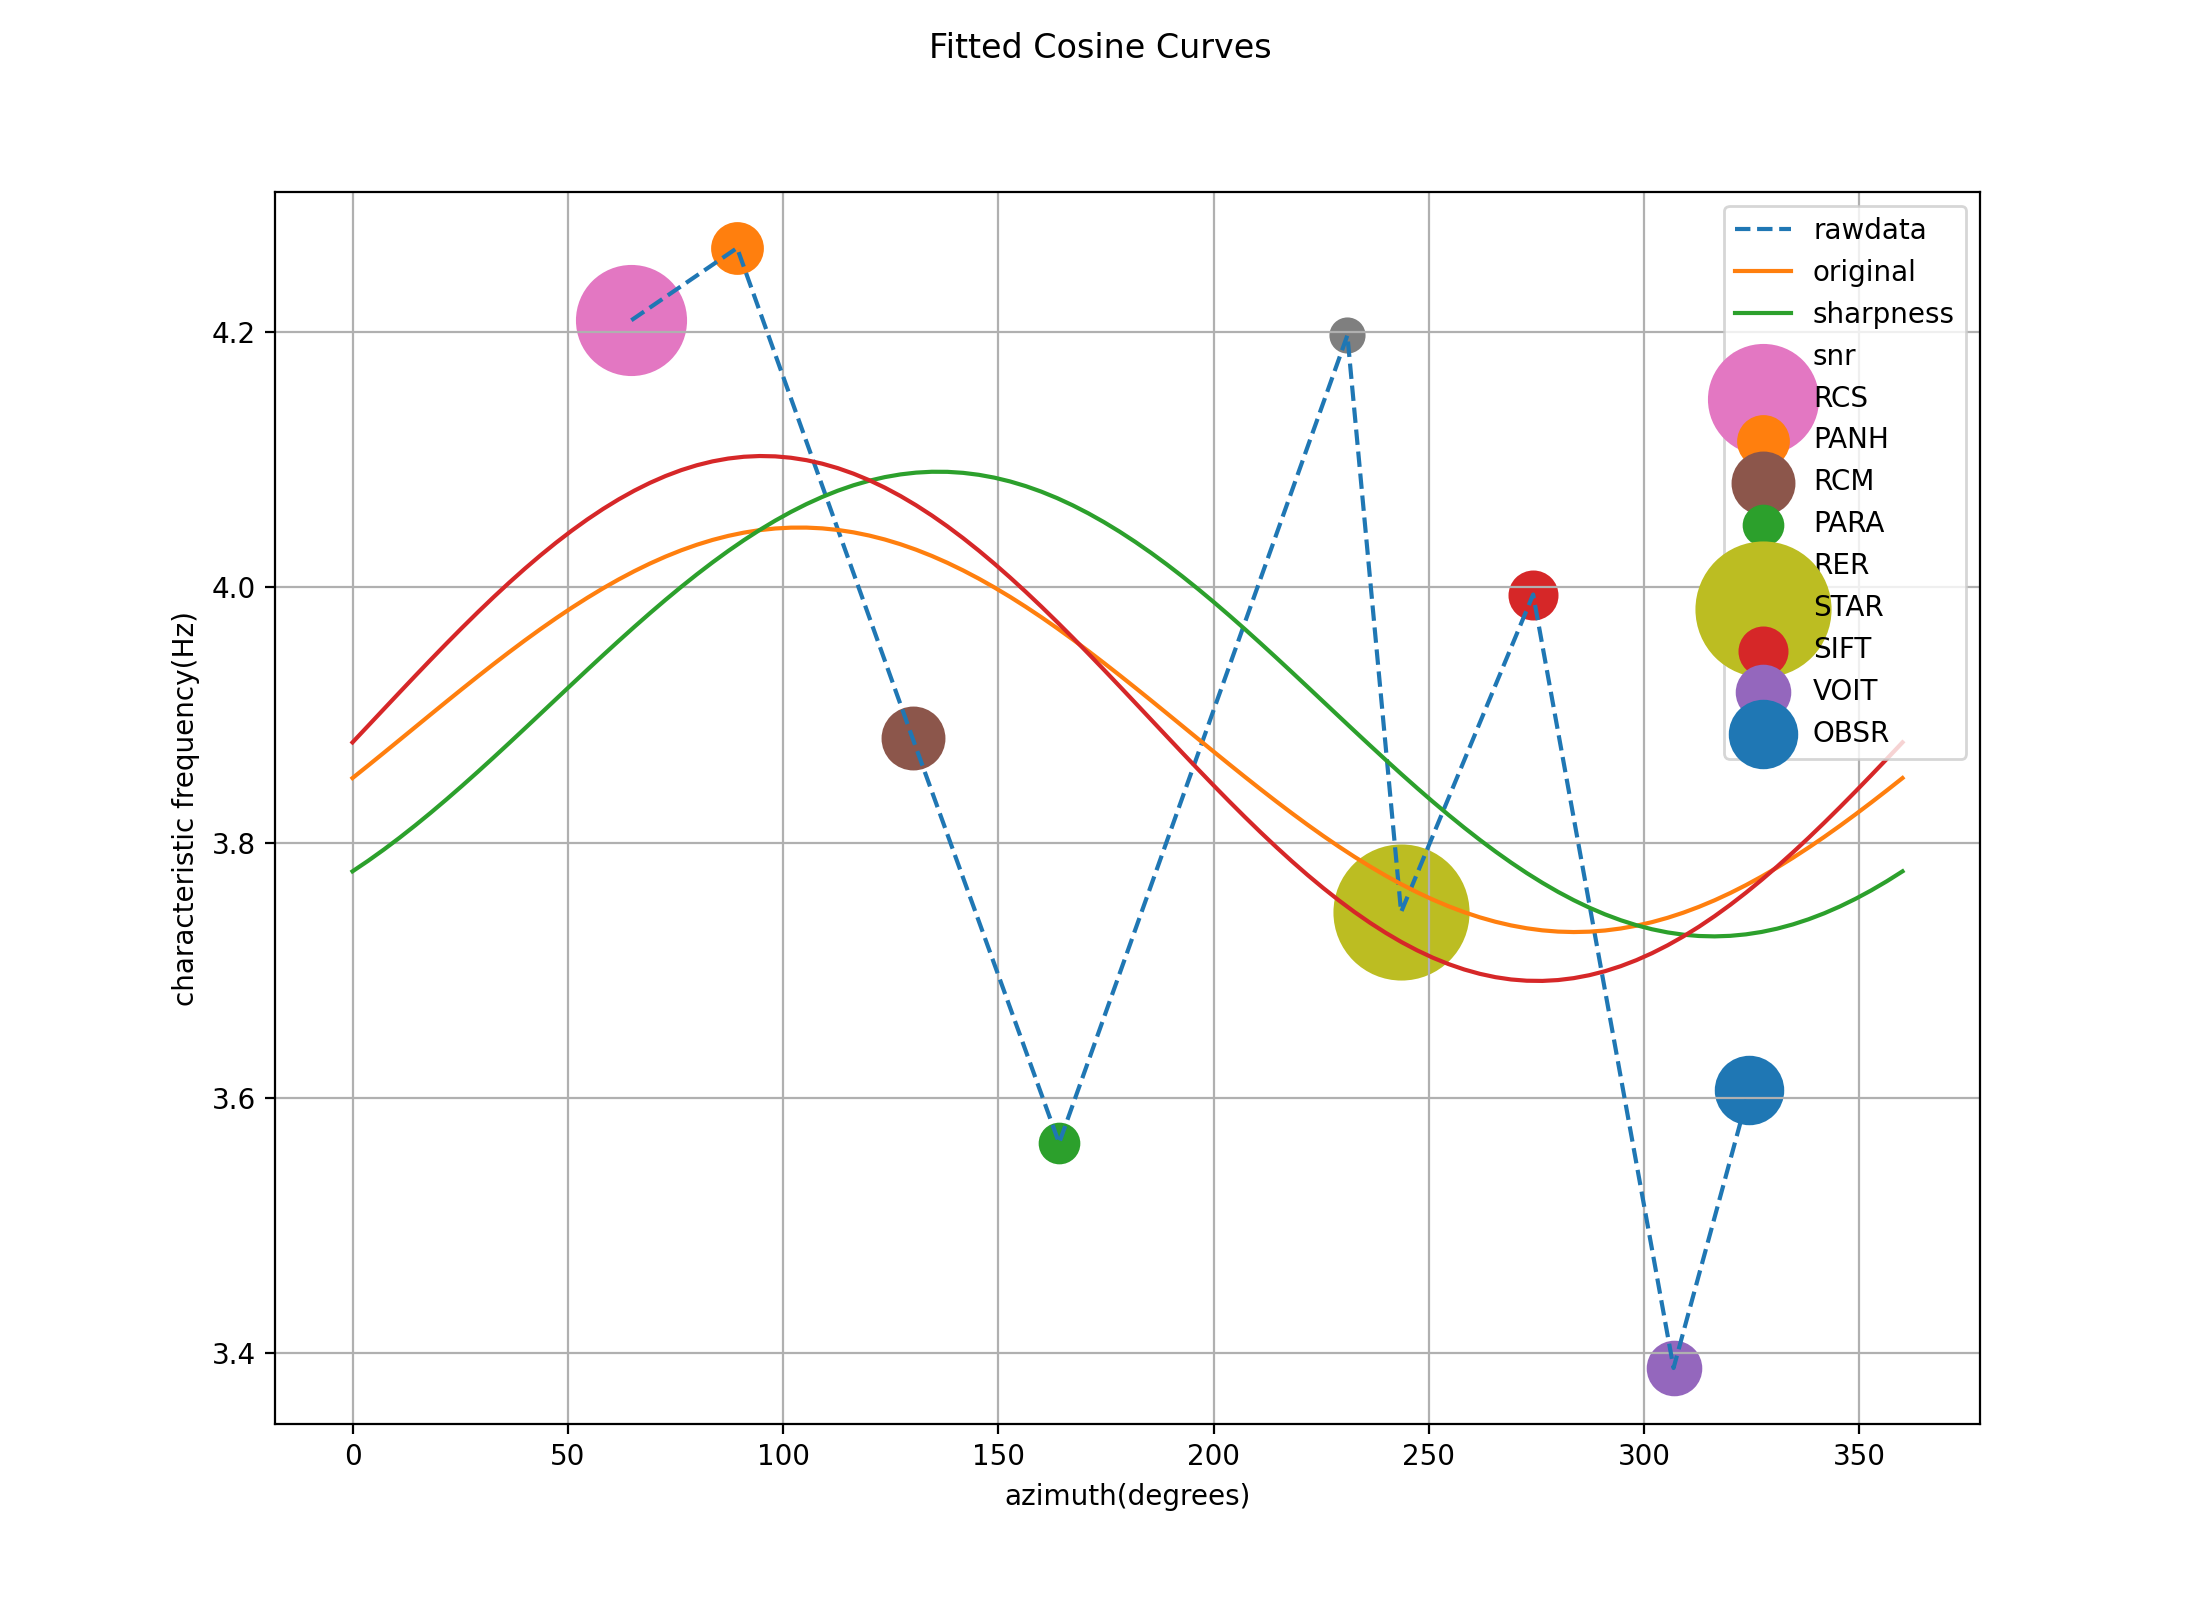 Fitted Cosine Curves
characteristic frequency(Hz)
4.2
4.0
3.8
3.6
3.4
rawdata
original
sharpness
snr
RCS
PANH
RCM
PARA
RER
STAR
SIFT
VOIT
OBSR
0 50 100 150 200 250 300 350
azimuth(degrees)